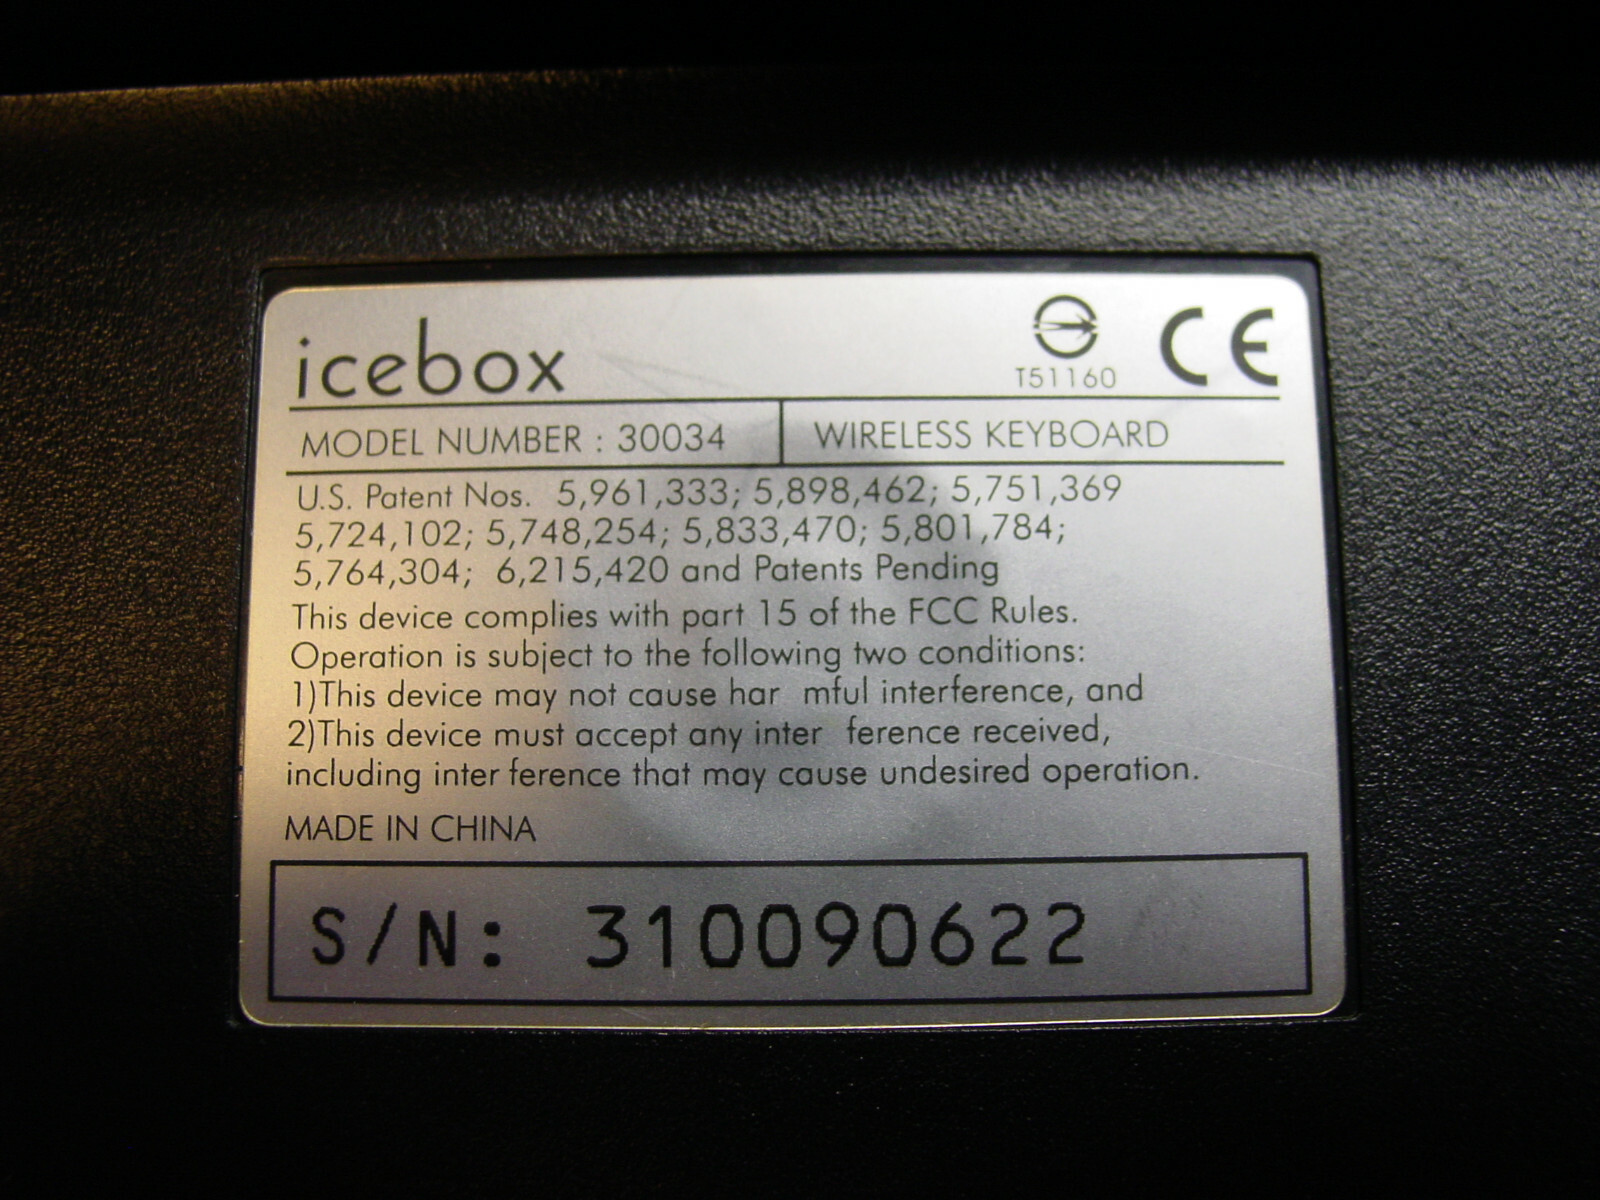 icebox
T51160
CE
MODEL NUMBER : 30034
WIRELESS KEYBOARD
U.S. Patent Nos. 5,961,333; 5,898,462; 5,751,369
5,724,102; 5,748,254; 5,833,470; 5,801,784;
5,764,304; 6,215,420 and Patents Pending
This device complies with part 15 of the FCC Rules.
Operation is subject to the following two conditions:
1)This device may not cause har mful interference, and
2)This device must accept any inter ference received,
including inter ference that may cause undesired operation.
MADE IN CHINA
S/N: 310090622